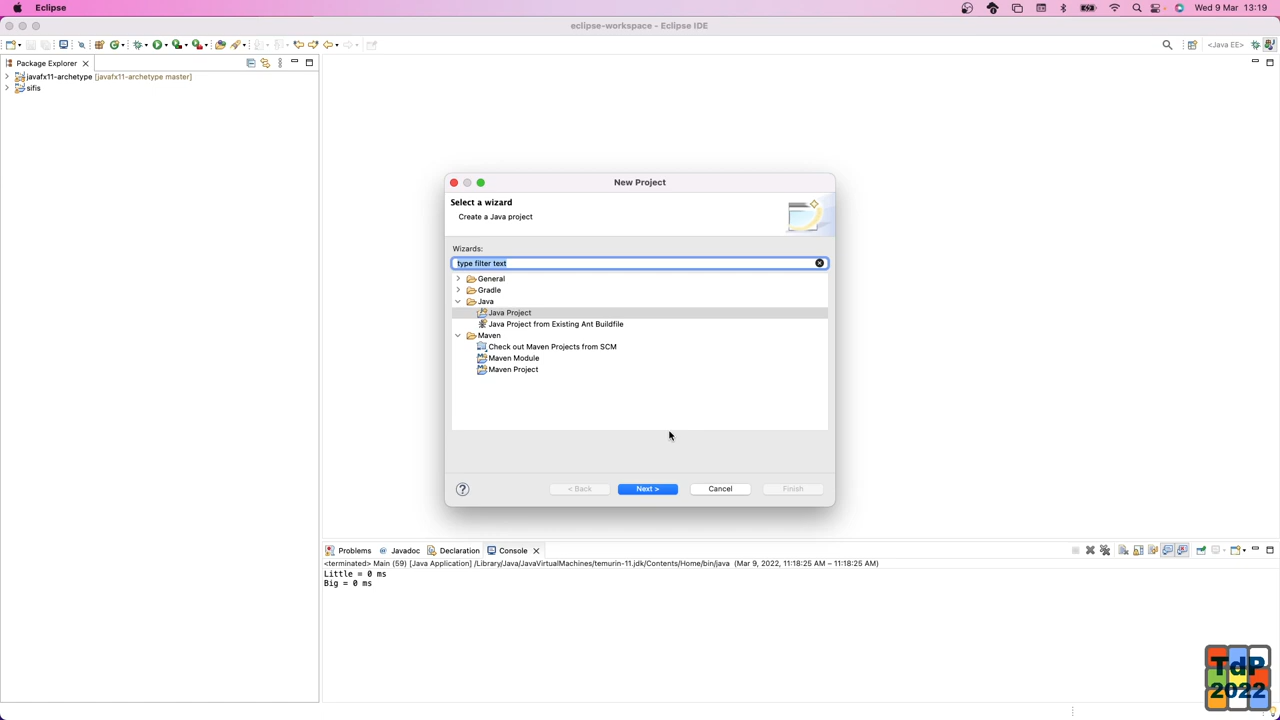 Eclipse
Wed 9 Mar 13:19
eclipse-workspace - Eclipse IDE
<Java EE>
Package Explorer
javafx11-archetype [javafx11-archetype master]
sifis
New Project
Select a wizard
Create a Java project
Wizards:
type filter text
General
Gradle
Java
Java Project
Java Project from Existing Ant Buildfile
Maven
Check out Maven Projects from SCM
Maven Module
Maven Project
?
< Back
Next >
Cancel
Finish
Problems
@ Javadoc
Declaration
Console
<terminated> Main (59) [Java Application] /Library/Java/JavaVirtualMachines/temurin-11.jdk/Contents/Home/bin/java (Mar 9, 2022, 11:18:25 AM – 11:18:25 AM)
Little = 0 ms
Big = 0 ms
TdP
2022